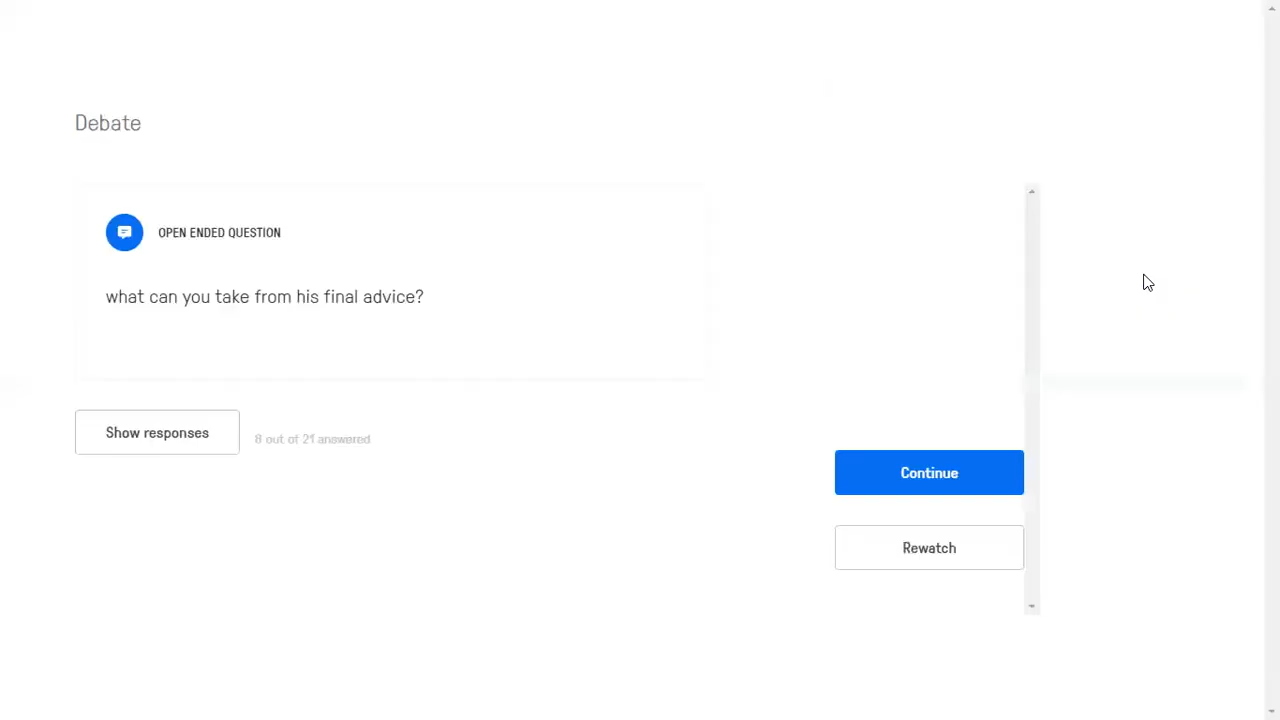 Debate
OPEN ENDED QUESTION
what can you take from his final advice?
Show responses
8 out of 21 answered
Continue
Rewatch